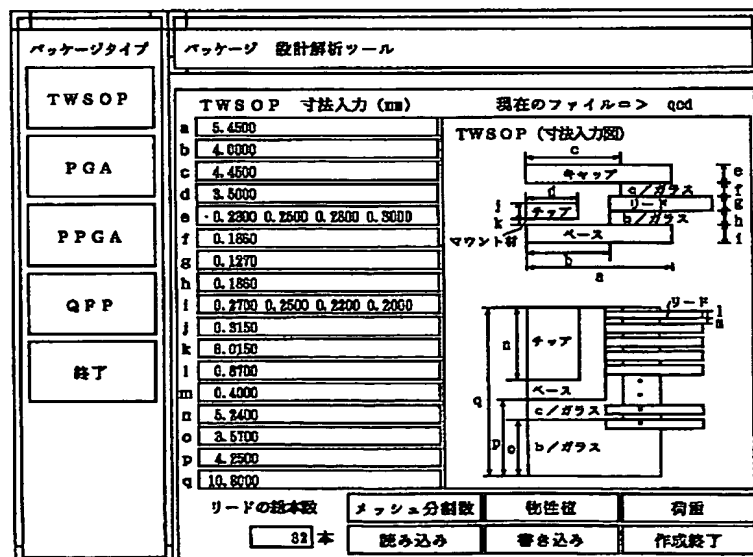 パッケージタイプ
TWSOP
PGA
PPGA
QFP
終了
パッケージ 設計解析ツール
TWSOP 寸法入力 (mm)
現在のファイル=> qcd
a 5.4500
b 4.0000
c 4.4500
d 3.5000
e 0.2300 0.2500 0.2800 0.3000
f 0.1860
g 0.1270
h 0.1860
i 0.2700 0.2500 0.2200 0.2000
j 0.3150
k 0.0150
l 0.8700
m 0.4000
n 5.2400
o 3.5700
p 4.2500
q 10.8000
リードの総本数
32 本
TWSOP (寸法入力図)
c
キャップ
e
c/ガラス
f
d
リード
g
j
チップ
b/ガラス
h
k
マウント材
ベース
i
b
a
リード
l
m
n
チップ
q
ベース
c/ガラス
p
o
b/ガラス
メッシュ分割数
物性値
荷重
読み込み
書き込み
作成終了